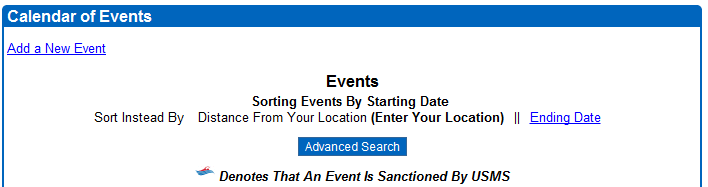 Calendar of Events
Add a New Event
Events
Sorting Events By Starting Date
Sort Instead By Distance From Your Location (Enter Your Location) || Ending Date
Advanced Search
Denotes That An Event Is Sanctioned By USMS